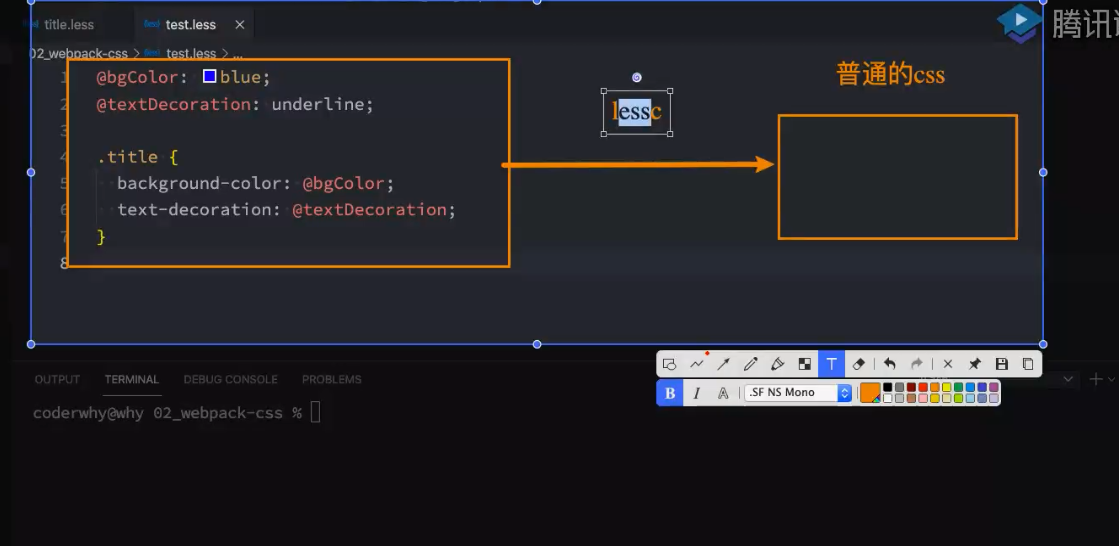 title.less
test.less
腾讯
02_webpack-css > test.less > ...
普通的css
lessc
1 @bgColor: blue;
2 @textDecoration: underline;
3
4 .title {
5 background-color: @bgColor;
6 text-decoration: @textDecoration;
7 }
8
OUTPUT TERMINAL DEBUG CONSOLE PROBLEMS
T
B I A .SF NS Mono
coderwhy@why 02_webpack-css %